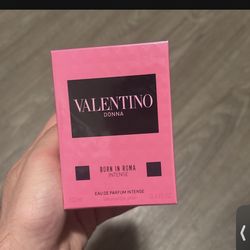 VALENTINO
DONNA
BORN IN ROMA
INTENSE
EAU DE PARFUM INTENSE